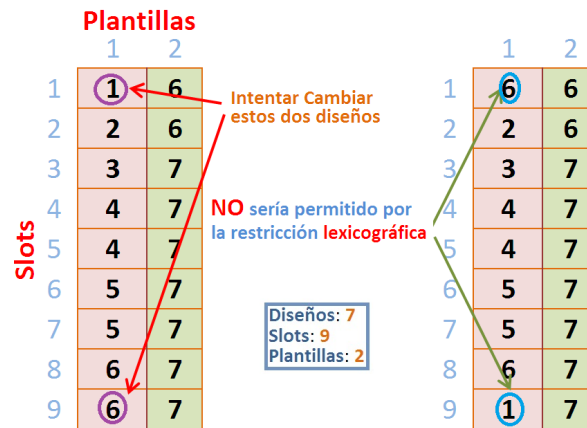 Plantillas
1 2 1 2
1 1 6 1 6 6
Intentar Cambiar
estos dos diseños
2 2 6 2 2 6
3 3 7 3 3 7
4 4 7 4 4 7
NO sería permitido por
la restricción lexicográfica
5 4 7 5 4 7
Slots
6 5 7 6 5 7
7 5 7 7 5 7
Diseños: 7
Slots: 9
Plantillas: 2
8 6 7 8 6 7
9 6 7 9 1 7